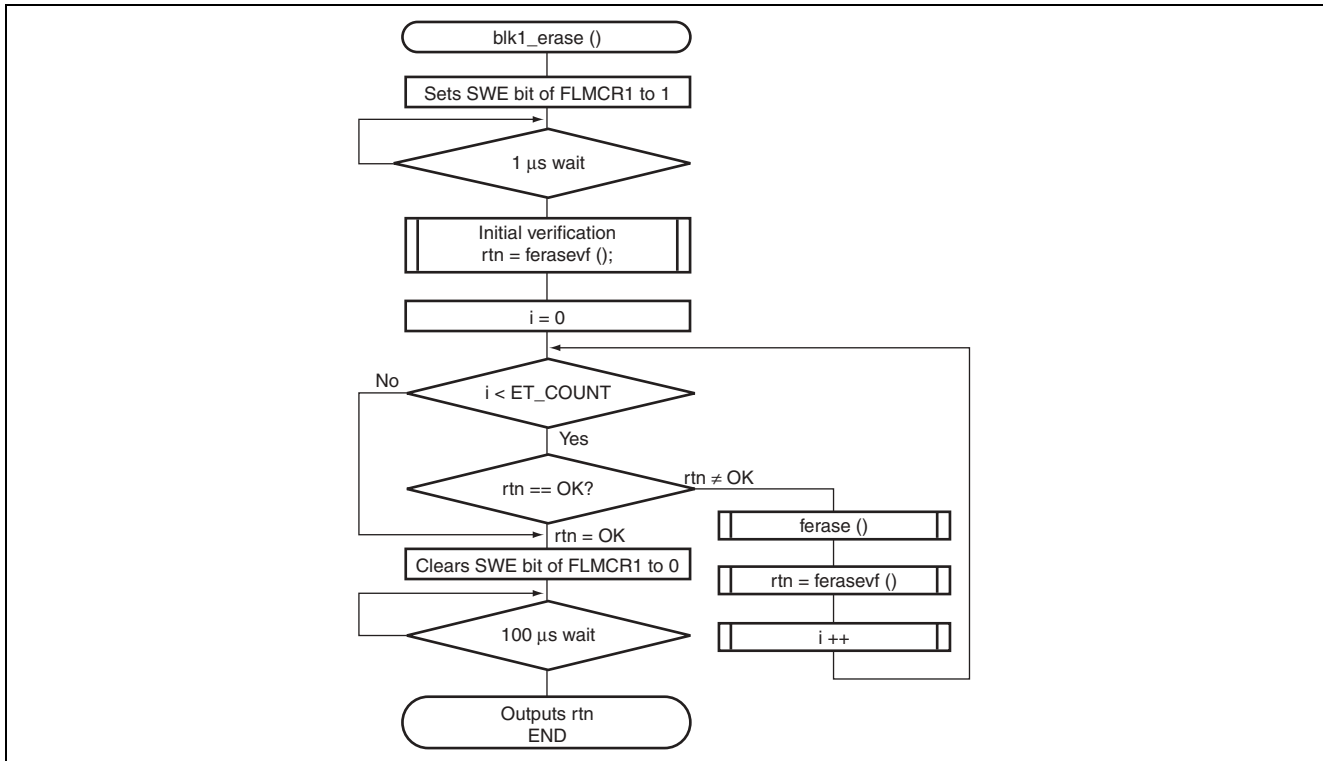 blk1_erase ()
Sets SWE bit of FLMCR1 to 1
1 μs wait
Initial verification
rtn = ferasevf ();
i = 0
i < ET_COUNT
No
Yes
rtn == OK?
rtn ≠ OK
ferase ()
rtn = OK
Clears SWE bit of FLMCR1 to 0
rtn = ferasevf ()
100 μs wait
i ++
Outputs rtn
END